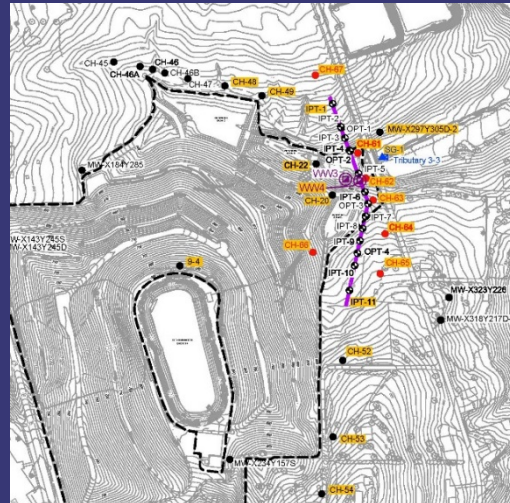 CH-67
CH-45
CH-46
CH-46A
CH-46B
CH-47
CH-48
CH-49
IPT-1
IPT-2
OPT-1
MW-X297Y305D-2
IPT-3
CH-61
SG-1
IPT-4
Tributary 3-3
OPT-2
CH-22
IPT-5
MW-X184Y285
WW3
CH-62
WW4
IPT-6
CH-20
CH-63
OPT-3
IPT-7
IPT-8
CH-64
W-X143Y245S
W-X143Y245D
IPT-9
CH-66
OPT-4
IPT-10
CH-65
MW-X323Y226
IPT-11
MW-X318Y217D
CH-52
CH-53
MW-X234Y157S
CH-54